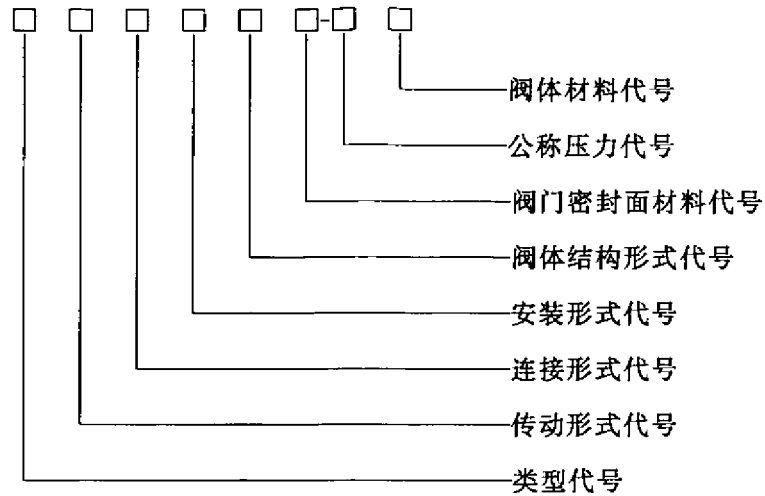 □ □ □ □ □ □-□ □
阀体材料代号
公称压力代号
阀门密封面材料代号
阀体结构形式代号
安装形式代号
连接形式代号
传动形式代号
类型代号